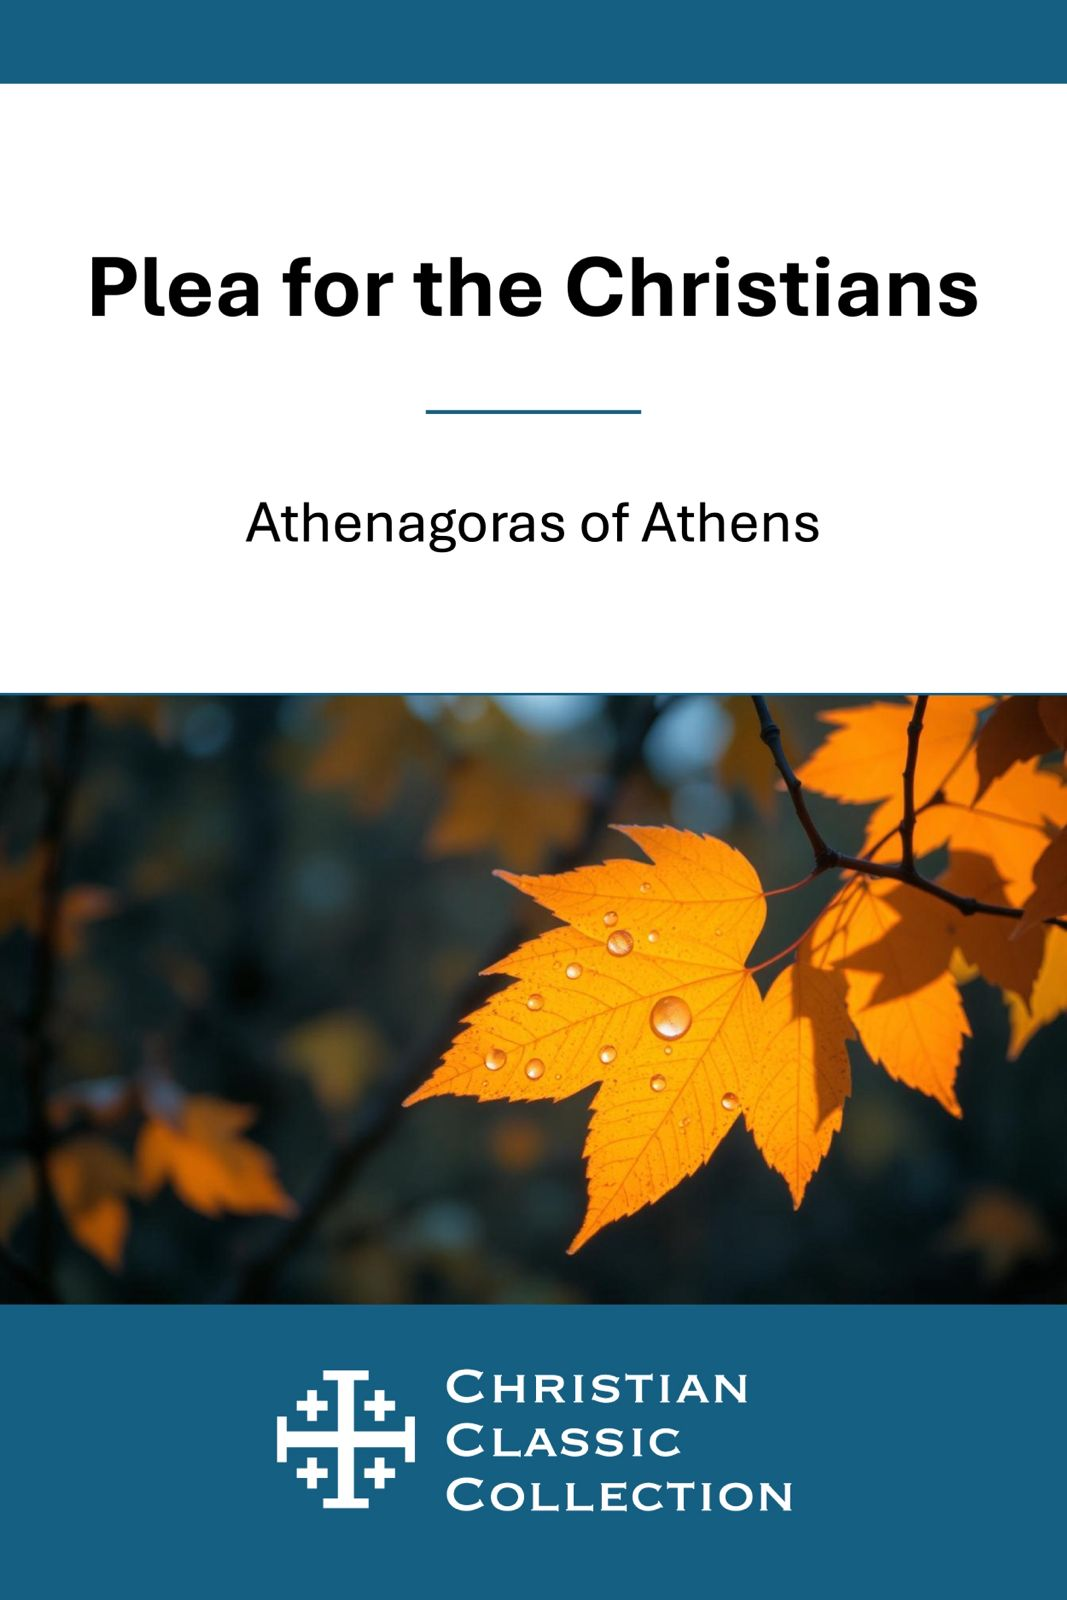 Plea for the Christians
Athenagoras of Athens
CHRISTIAN
CLASSIC
COLLECTION